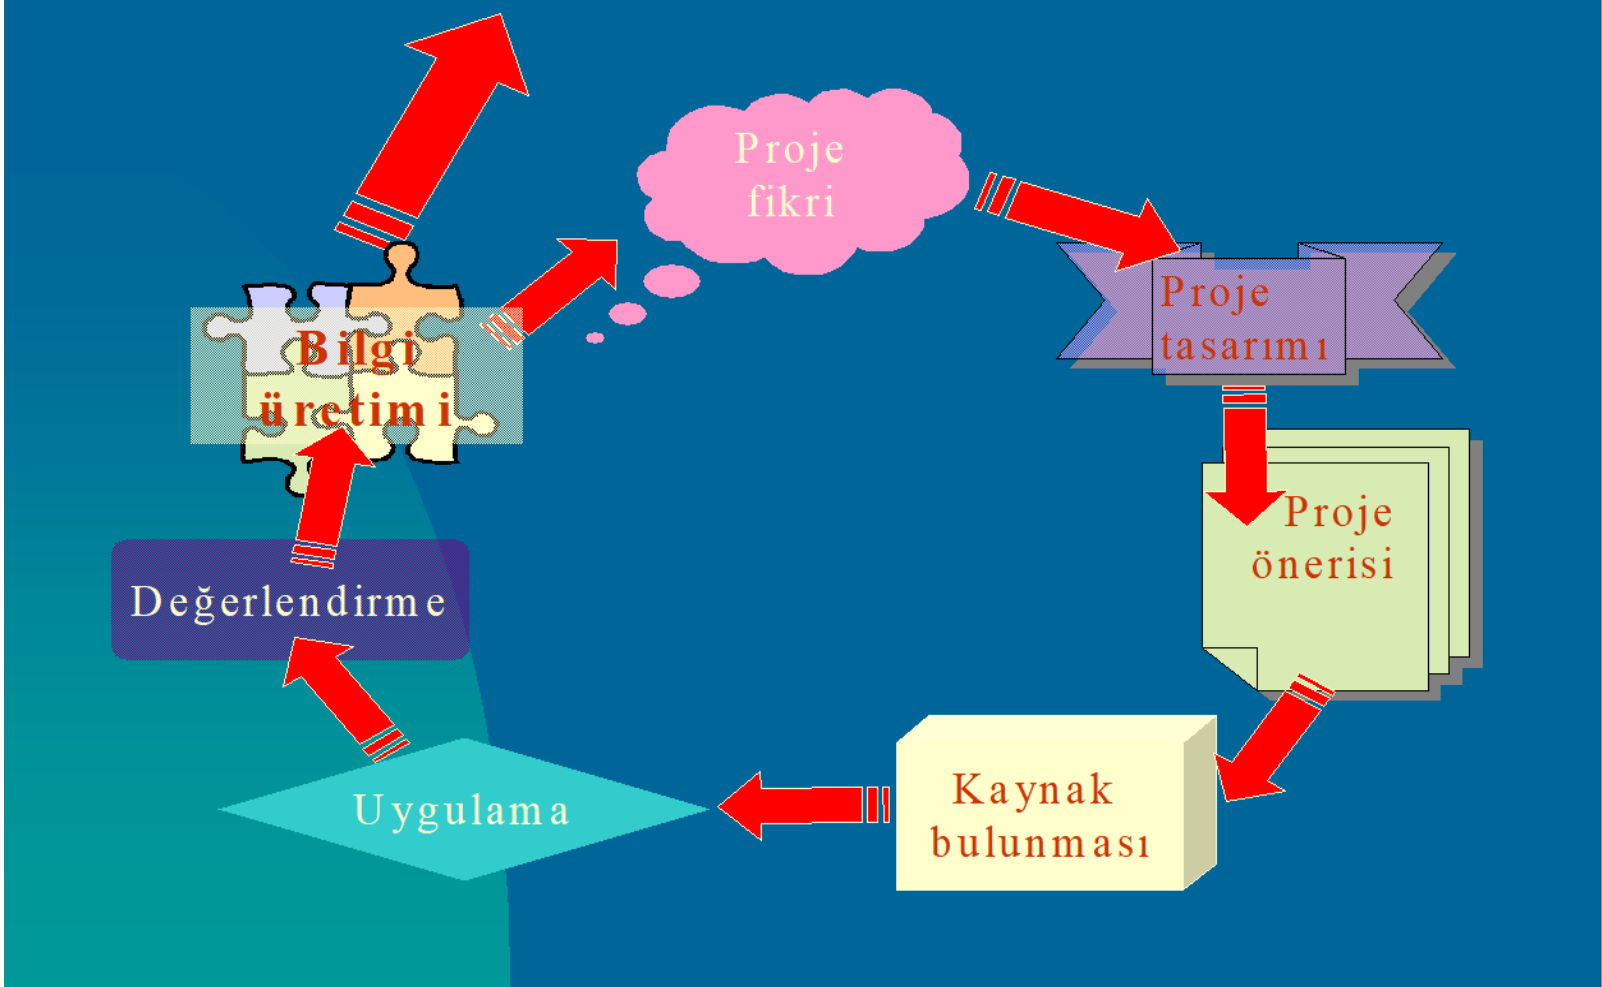 Proje
fikri
Proje
tasarımı
Proje
önerisi
Kaynak
bulunması
Uygulama
Değerlendirme
Bilgi
üretimi